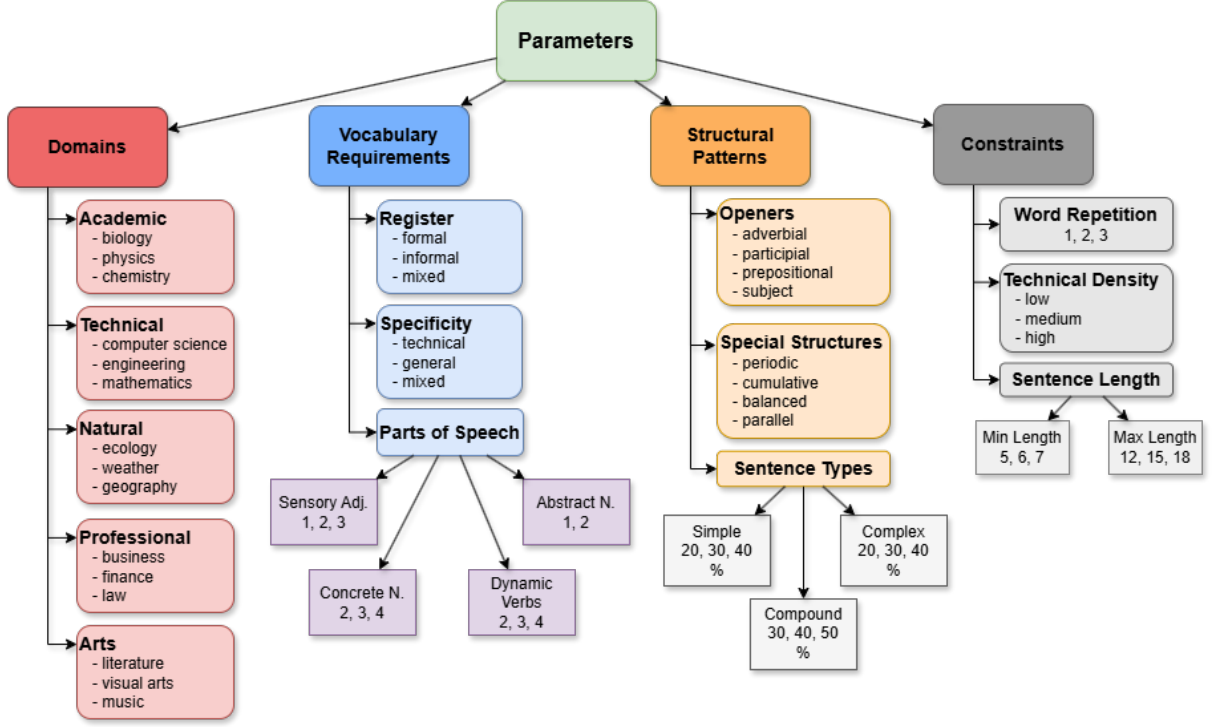 Parameters
Domains
Academic
- biology
- physics
- chemistry
Technical
- computer science
- engineering
- mathematics
Natural
- ecology
- weather
- geography
Professional
- business
- finance
- law
Arts
- literature
- visual arts
- music
Vocabulary
Requirements
Register
- formal
- informal
- mixed
Specificity
- technical
- general
- mixed
Parts of Speech
Sensory Adj.
1, 2, 3
Concrete N.
2, 3, 4
Dynamic
Verbs
2, 3, 4
Abstract N.
1, 2
Structural
Patterns
Openers
- adverbial
- participial
- prepositional
- subject
Special Structures
- periodic
- cumulative
- balanced
- parallel
Sentence Types
Simple
20, 30, 40
%
Compound
30, 40, 50
%
Complex
20, 30, 40
%
Constraints
Word Repetition
1, 2, 3
Technical Density
- low
- medium
- high
Sentence Length
Min Length
5, 6, 7
Max Length
12, 15, 18